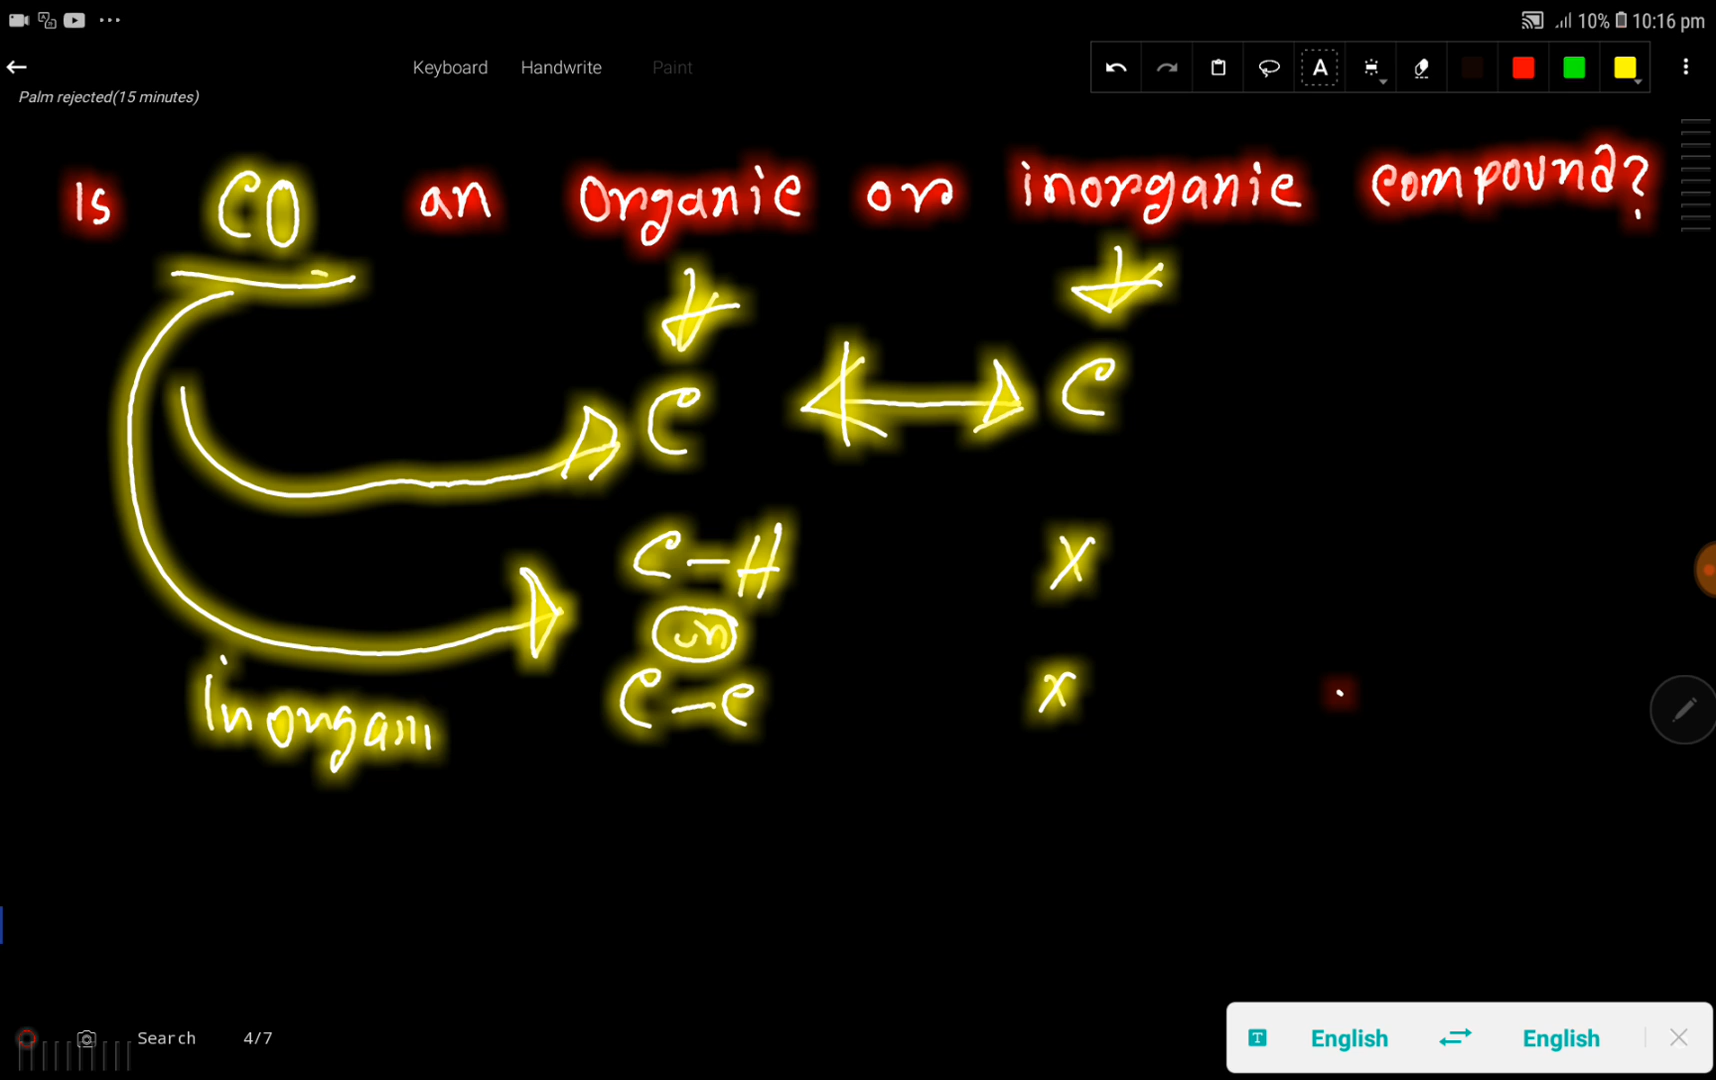 10% 10:16 pm
Keyboard Handwrite Paint
A
Palm rejected(15 minutes)
Is CO an organic or inorganic compound?
C C
C-H X
or
C-C X
Inorgani
Search 4/7
T English English